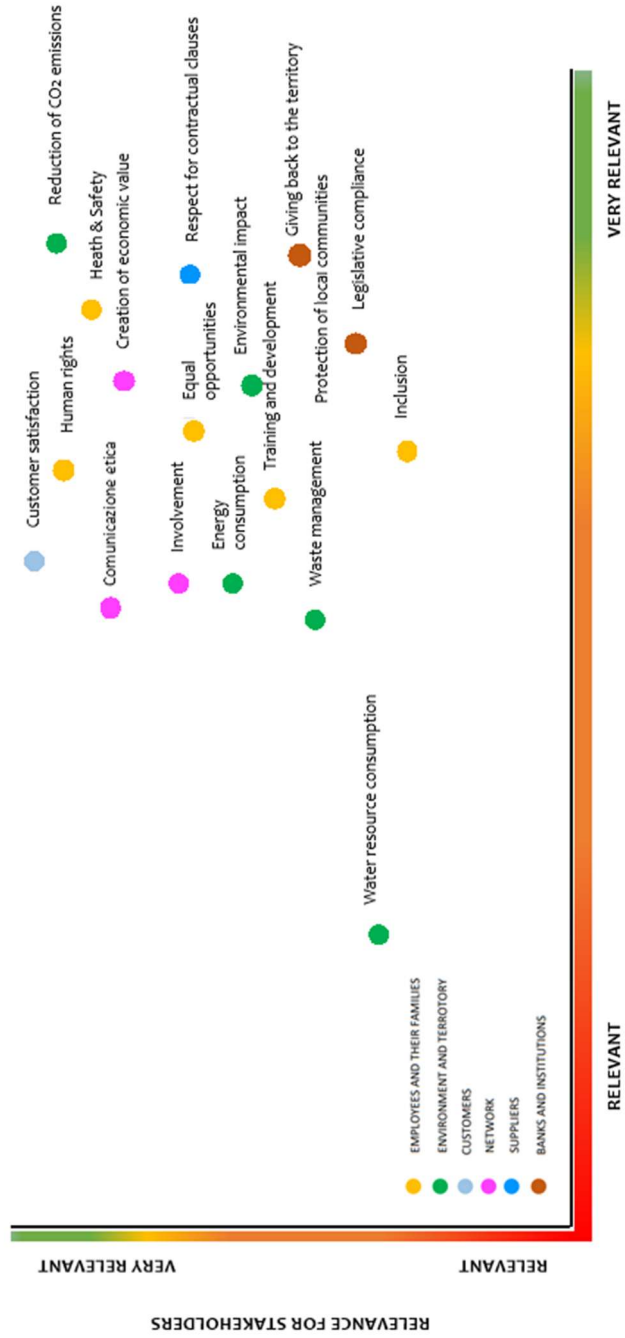 Customer satisfaction
Reduction of CO2 emissions
Human rights
Heath & Safety
Comunicazione etica
Creation of economic value
Involvement
Equal
opportunities
Respect for contractual clauses
Energy
consumption
Environmental impact
Training and development
Giving back to the territory
Waste management
Protection of local communities
Legislative compliance
Water resource consumption
Inclusion
EMPLOYEES AND THEIR FAMILIES
ENVIRONMENT AND TERROTORY
CUSTOMERS
NETWORK
SUPPLIERS
BANKS AND INSTITUTIONS
RELEVANT
VERY RELEVANT
VERY RELEVANT
RELEVANT
RELEVANCE FOR STAKEHOLDERS